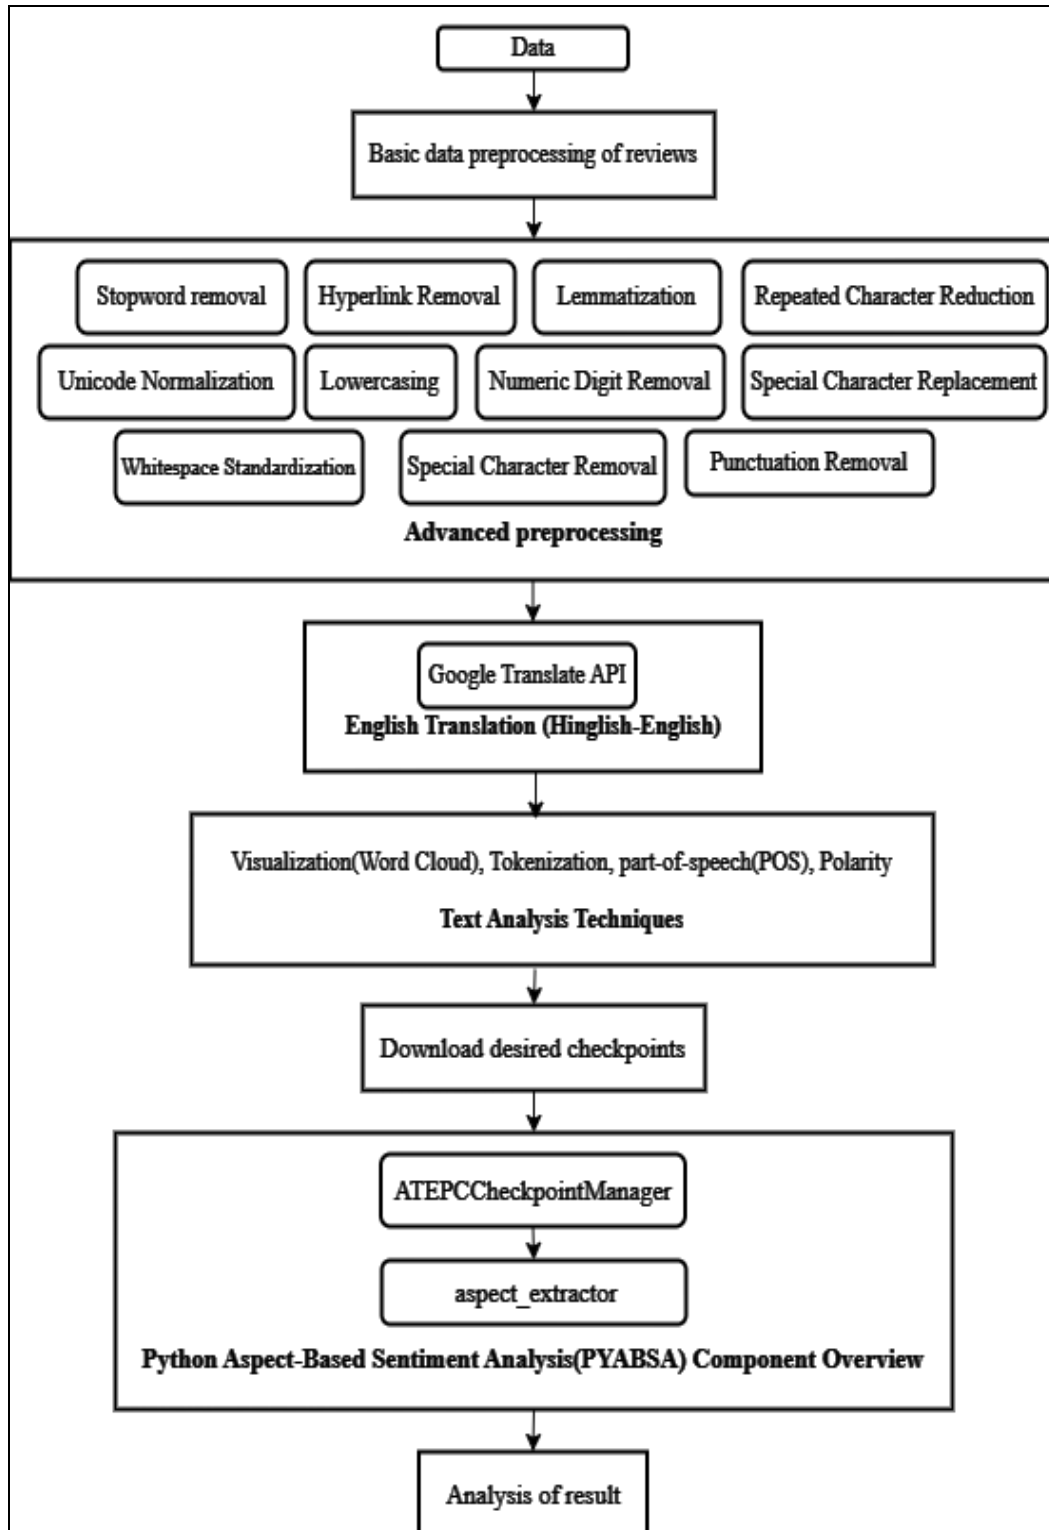 Data
Basic data preprocessing of reviews
Stopword removal
Hyperlink Removal
Lemmatization
Repeated Character Reduction
Unicode Normalization
Lowercasing
Numeric Digit Removal
Special Character Replacement
Whitespace Standardization
Special Character Removal
Punctuation Removal
Advanced preprocessing
Google Translate API
English Translation (Hinglish-English)
Visualization(Word Cloud), Tokenization, part-of-speech(POS), Polarity
Text Analysis Techniques
Download desired checkpoints
ATEPCCheckpointManager
aspect_extractor
Python Aspect-Based Sentiment Analysis(PYABSA) Component Overview
Analysis of result